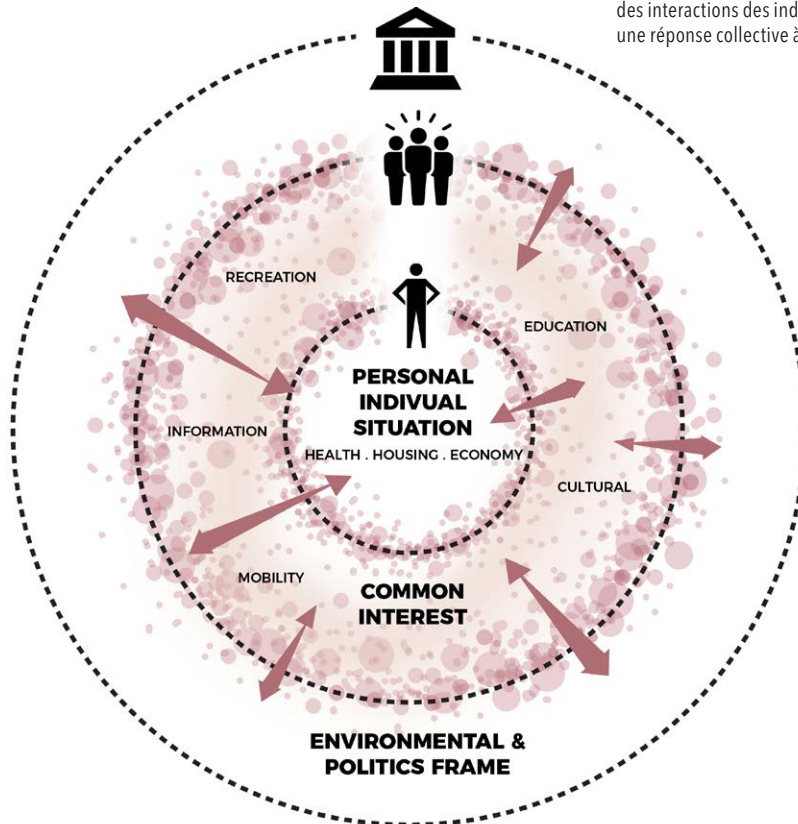 des interactions des ind
une réponse collective à
RECREATION
EDUCATION
PERSONAL
INDIVUAL
SITUATION
HEALTH . HOUSING . ECONOMY
INFORMATION
CULTURAL
MOBILITY
COMMON
INTEREST
ENVIRONMENTAL &
POLITICS FRAME